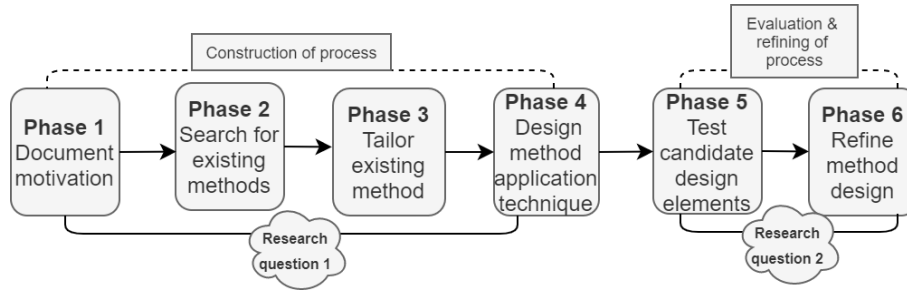 Construction of process
Evaluation &
refining of
process
Phase 1
Document
motivation
Phase 2
Search for
existing
methods
Phase 3
Tailor
existing
method
Phase 4
Design
method
application
technique
Phase 5
Test
candidate
design
elements
Phase 6
Refine
method
design
Research
question 1
Research
question 2